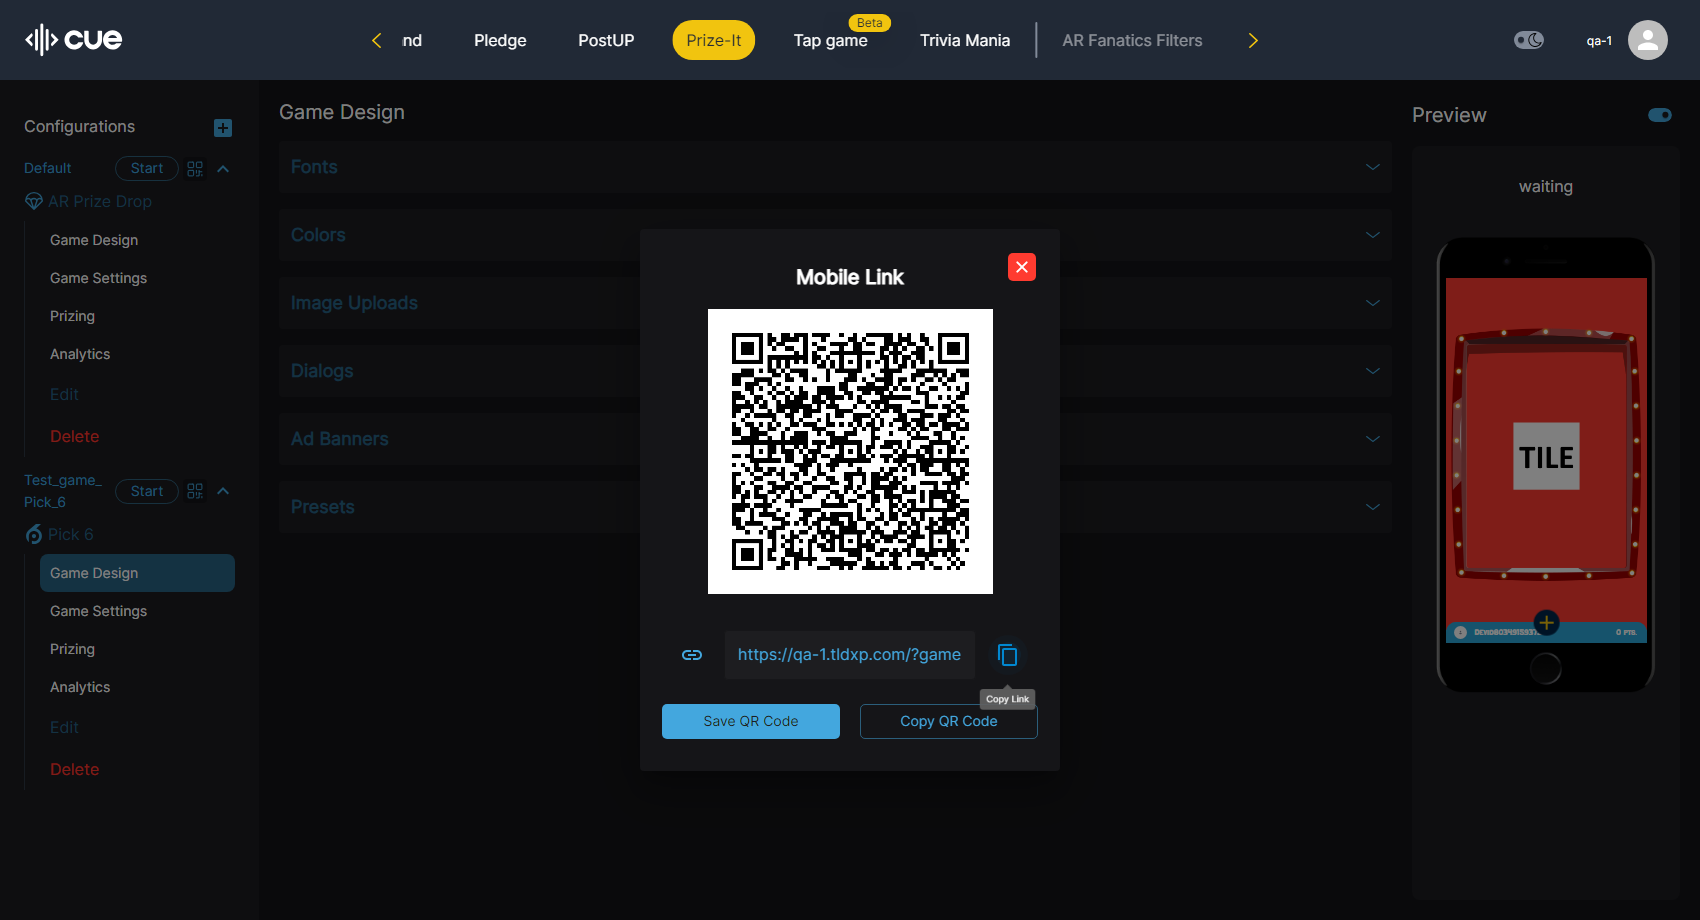 cue
nd
Pledge
PostUP
Prize-It
Beta
Tap game
Trivia Mania
AR Fanatics Filters
qa-1
Configurations
Default
Start
AR Prize Drop
Game Design
Game Settings
Prizing
Analytics
Edit
Delete
Test_game_
Pick_6
Start
Pick 6
Game Design
Game Settings
Prizing
Analytics
Edit
Delete
Game Design
Fonts
Colors
Image Uploads
Dialogs
Ad Banners
Presets
Mobile Link
https://qa-1.tldxp.com/?game
Copy Link
Save QR Code
Copy QR Code
Preview
waiting
TILE
0 PTS.